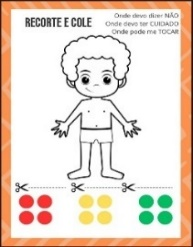 RECORTE E COLE
Onde devo dizer NÃO
Onde devo ter CUIDADO
Onde pode me TOCAR